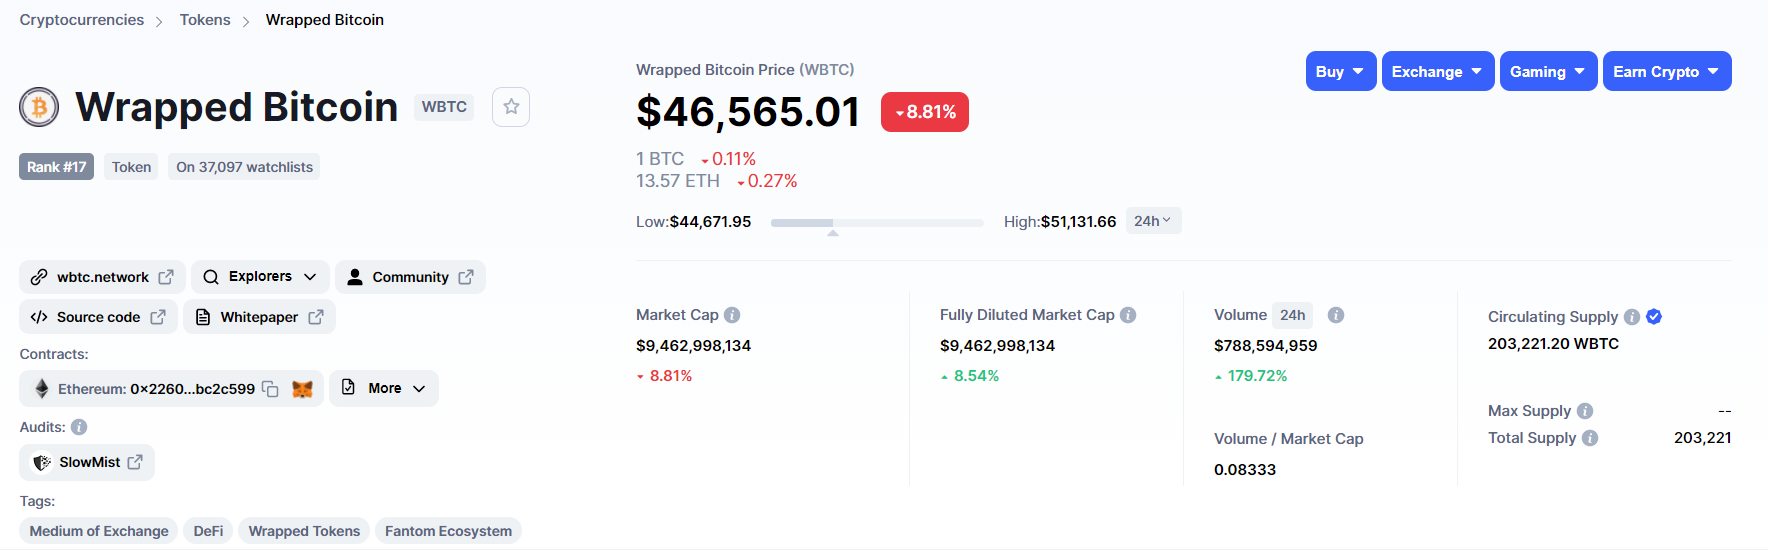 Cryptocurrencies > Tokens > Wrapped Bitcoin
Wrapped Bitcoin WBTC
Rank #17 Token On 37,097 watchlists
wbtc.network Explorers Community
Source code Whitepaper
Contracts:
Ethereum: 0x2260...bc2c599 More
Audits:
SlowMist
Tags:
Medium of Exchange DeFi Wrapped Tokens Fantom Ecosystem
Wrapped Bitcoin Price (WBTC)
$46,565.01 8.81%
1 BTC 0.11%
13.57 ETH 0.27%
Low:$44,671.95 High:$51,131.66 24h
Buy Exchange Gaming Earn Crypto
Market Cap
$9,462,998,134
8.81%
Fully Diluted Market Cap
$9,462,998,134
8.54%
Volume 24h
$788,594,959
179.72%
Volume / Market Cap
0.08333
Circulating Supply
203,221.20 WBTC
Max Supply --
Total Supply 203,221